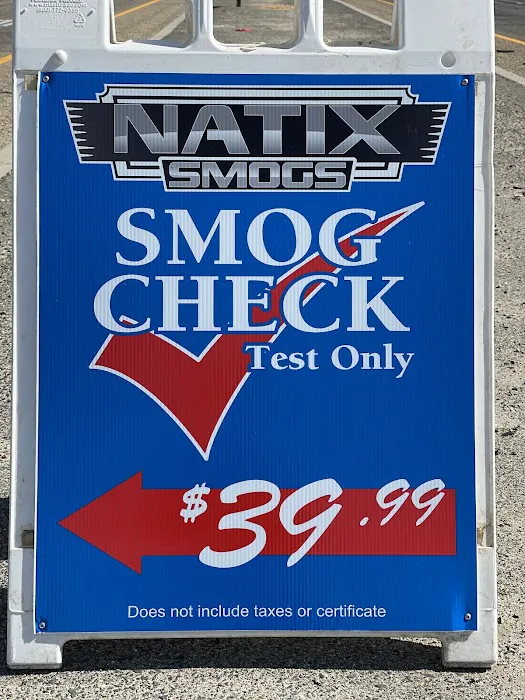 NATIX
SMOGS
SMOG
CHECK
Test Only
$39.99
Does not include taxes or certificate